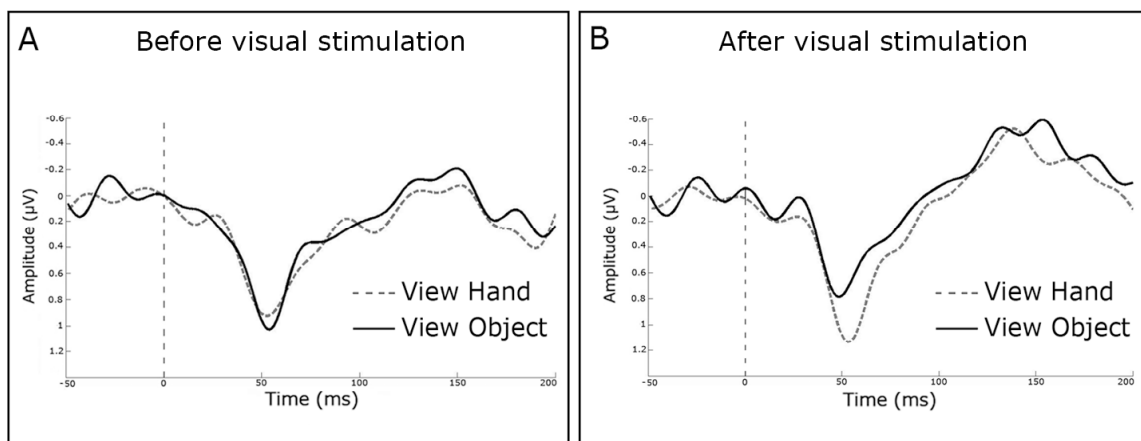 A
Before visual stimulation
-0.6
-0.4
-0.2
0
0.2
0.4
0.6
0.8
1
1.2
Amplitude (µV)
View Hand
View Object
-50
0
50
100
150
200
Time (ms)
B
After visual stimulation
-0.6
-0.4
-0.2
0
0.2
0.4
0.6
0.8
1
1.2
Amplitude (µV)
View Hand
View Object
-50
0
50
100
150
200
Time (ms)